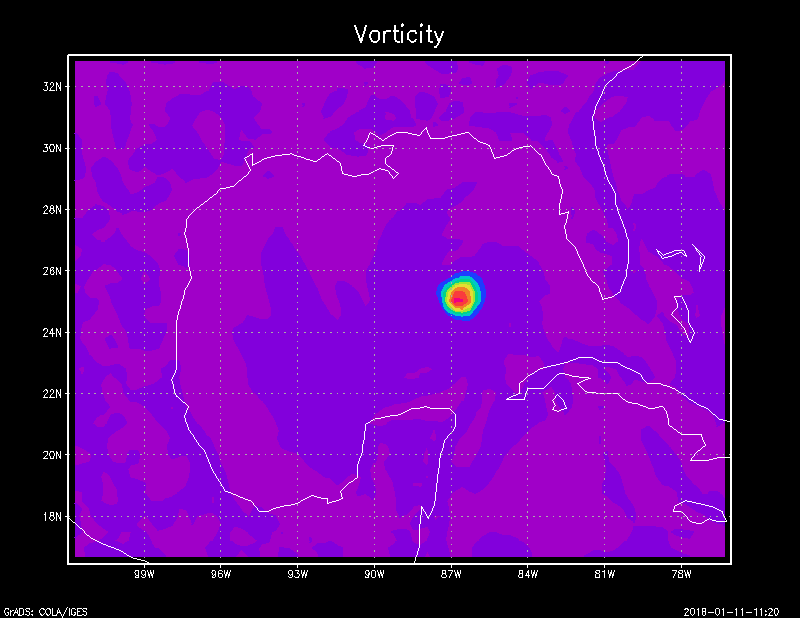 Vorticity
32N
30N
28N
26N
24N
22N
20N
18N
99W 96W 93W 90W 87W 84W 81W 78W
GrADS: COLA/IGES 2018-01-11-11:20